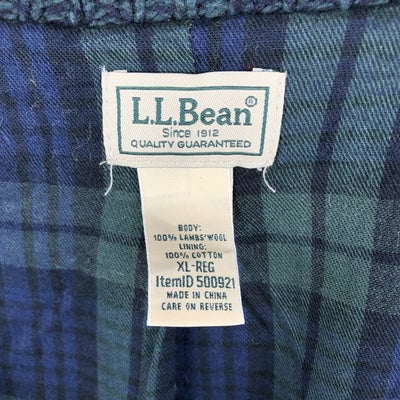 L.L.Bean®
Since 1912
QUALITY GUARANTEED
BODY:
100% LAMBS' WOOL
LINING:
100% COTTON
XL-REG
ItemID 500921
MADE IN CHINA
CARE ON REVERSE